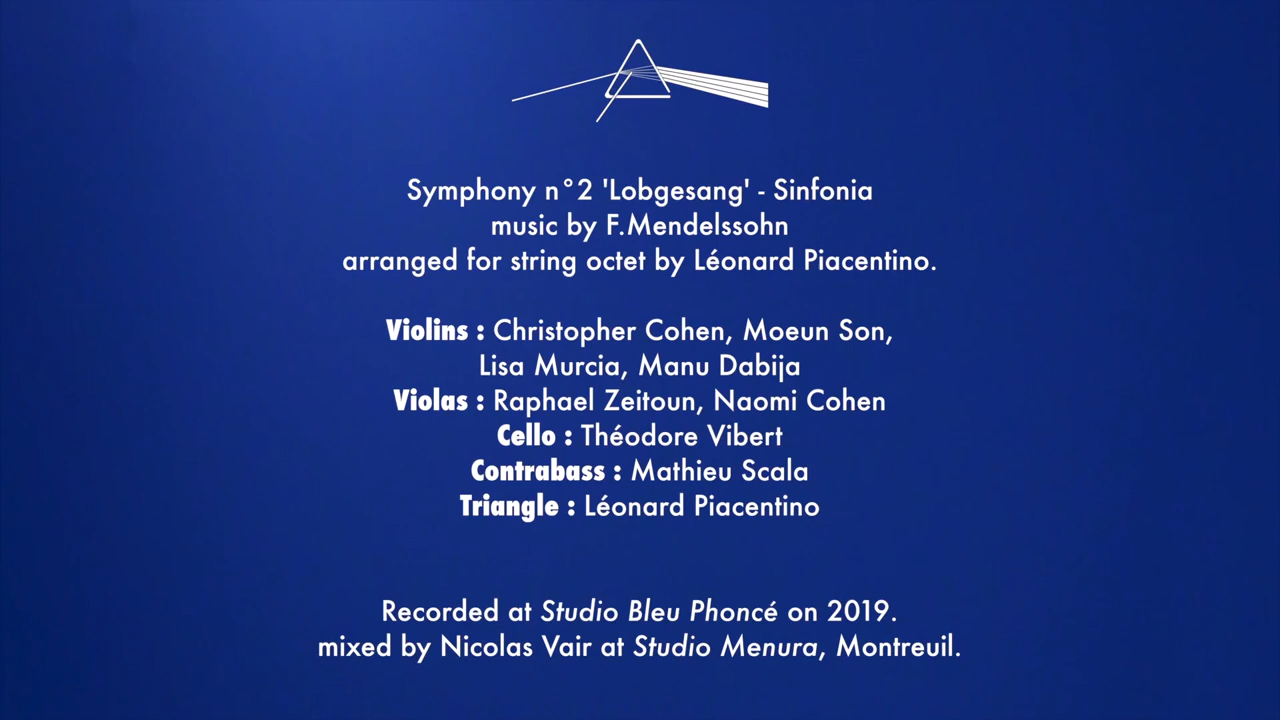 Symphony n°2 'Lobgesang' - Sinfonia
music by F.Mendelssohn
arranged for string octet by Léonard Piacentino.
Violins : Christopher Cohen, Moeun Son,
Lisa Murcia, Manu Dabija
Violas : Raphael Zeitoun, Naomi Cohen
Cello : Théodore Vibert
Contrabass : Mathieu Scala
Triangle : Léonard Piacentino
Recorded at Studio Bleu Phoncé on 2019.
mixed by Nicolas Vair at Studio Menura, Montreuil.